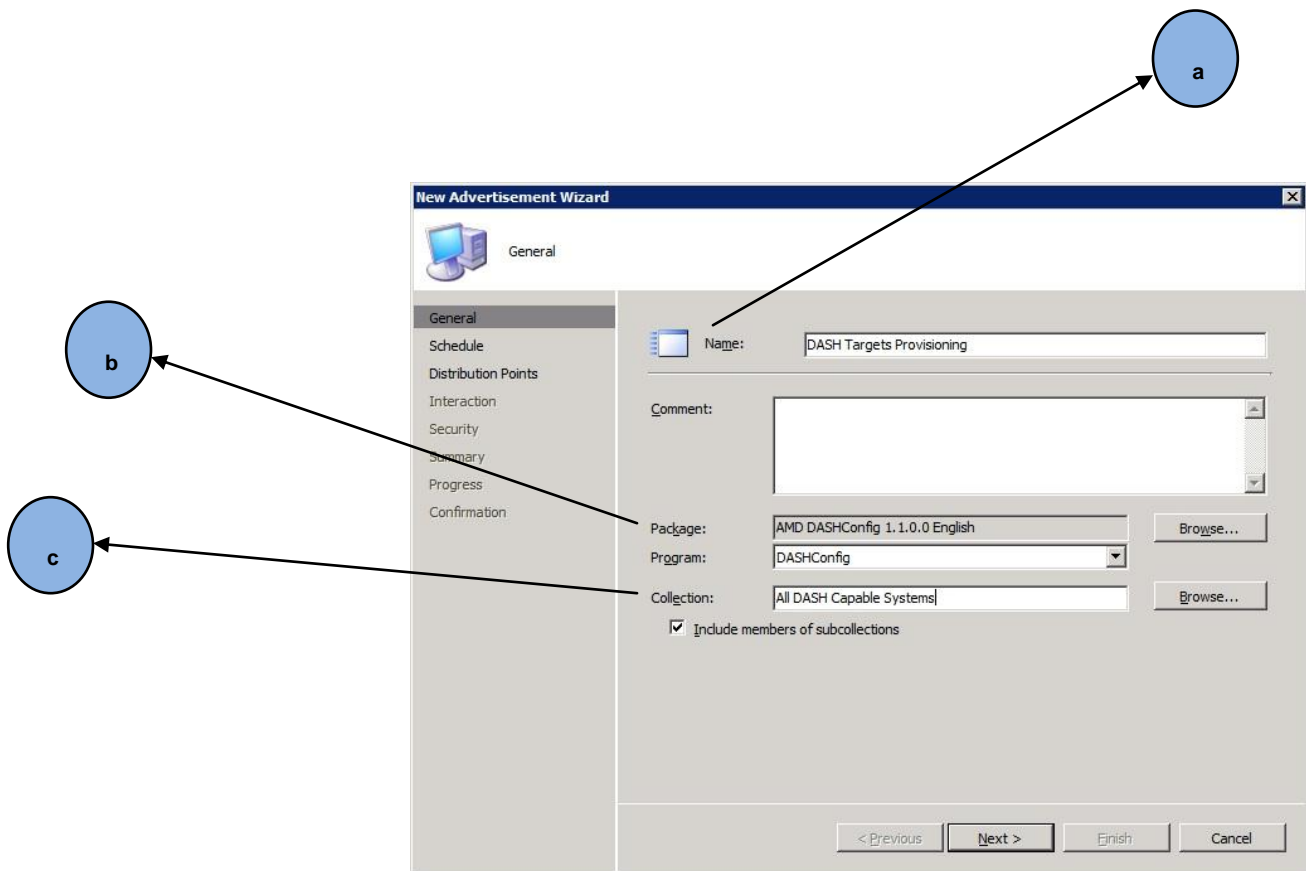 a
New Advertisement Wizard
General
b
c
General
Schedule
Distribution Points
Interaction
Security
Summary
Progress
Confirmation
Name: DASH Targets Provisioning
Comment:
Package: AMD DASHConfig 1.1.0.0 English Browse...
Program: DASHConfig
Collection: All DASH Capable Systems Browse...
Include members of subcollections
< Previous Next > Finish Cancel